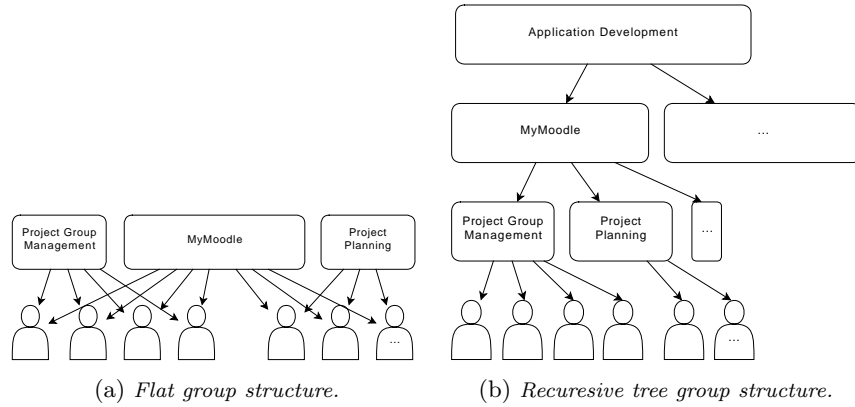 Project Group
Management
MyMoodle
Project
Planning
...
(a) Flat group structure.
Application Development
MyMoodle
...
Project Group
Management
Project
Planning
...
...
(b) Recuresive tree group structure.